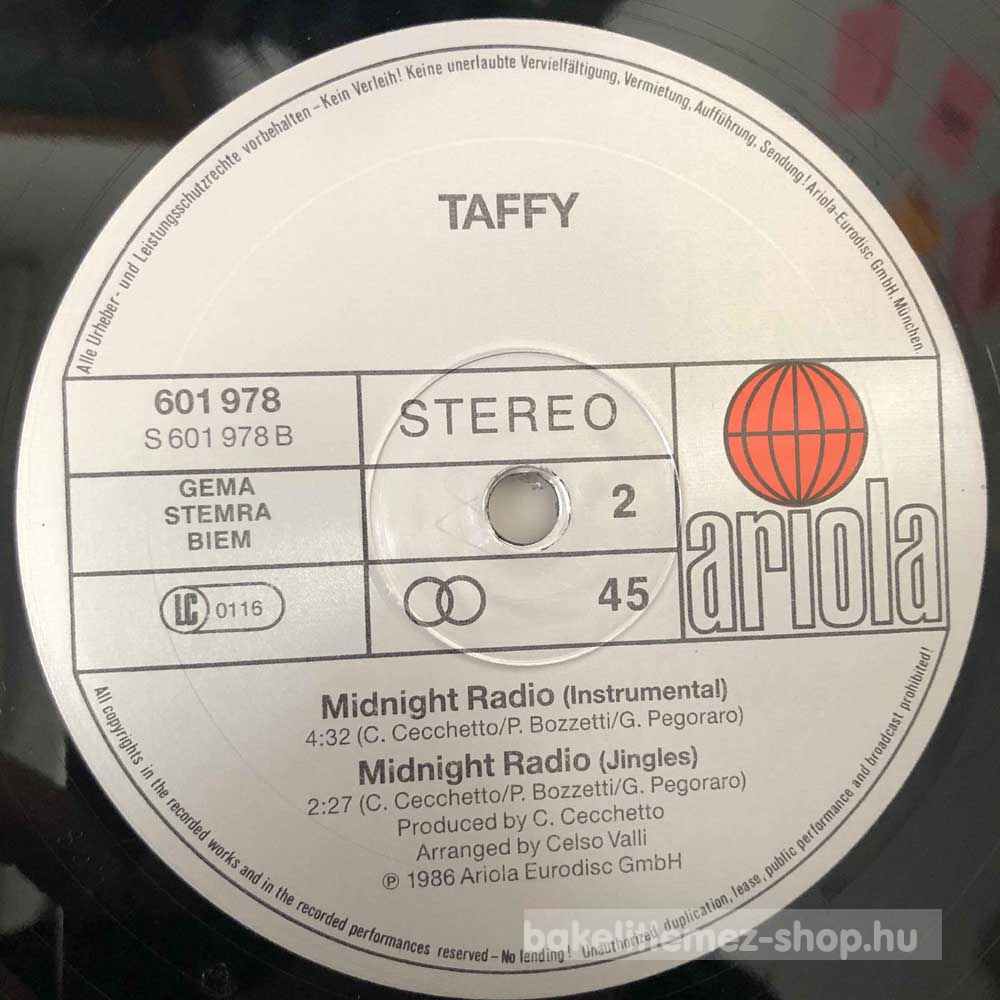 Alle Urheber- und Leistungsschutzrechte vorbehalten – Kein Verleih! Keine unerlaubte Vervielfältigung, Vermietung, Aufführung, Sendung! Ariola-Eurodisc GmbH, München.
TAFFY
601 978
S 601 978 B
STEREO
GEMA
STEMRA
BIEM
2
LC 0116
45
ariola
Midnight Radio (Instrumental)
4:32 (C. Cecchetto/P. Bozzetti/G. Pegoraro)
Midnight Radio (Jingles)
2:27 (C. Cecchetto/P. Bozzetti/G. Pegoraro)
Produced by C. Cecchetto
Arranged by Celso Valli
℗ 1986 Ariola Eurodisc GmbH
All copyrights in the recorded works and in the recorded performances reserved – No lending! Unauthorized duplication, lease, public performance and broadcast prohibited!
bakelitlemez-shop.hu